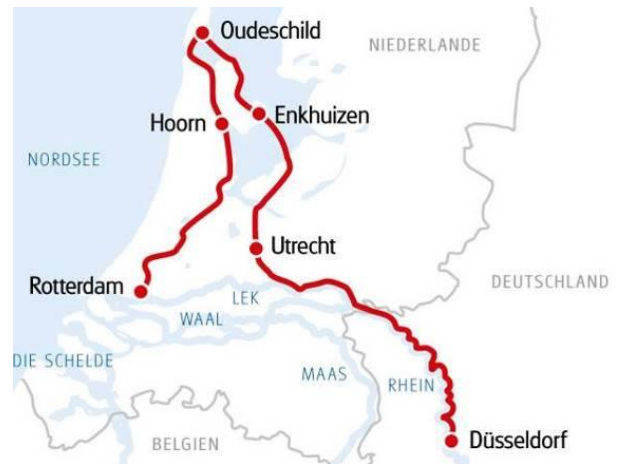 Oudeschild
NIEDERLANDE
Enkhuizen
Hoorn
NORDSEE
Utrecht
Rotterdam
LEK
DEUTSCHLAND
WAAL
DIE SCHELDE
MAAS
RHEIN
Düsseldorf
BELGIEN